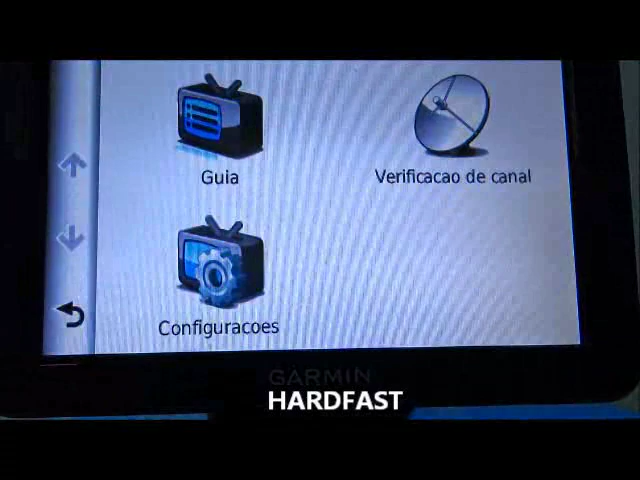 Guia
Verificacao de canal
Configuracoes
GARMIN
HARDFAST